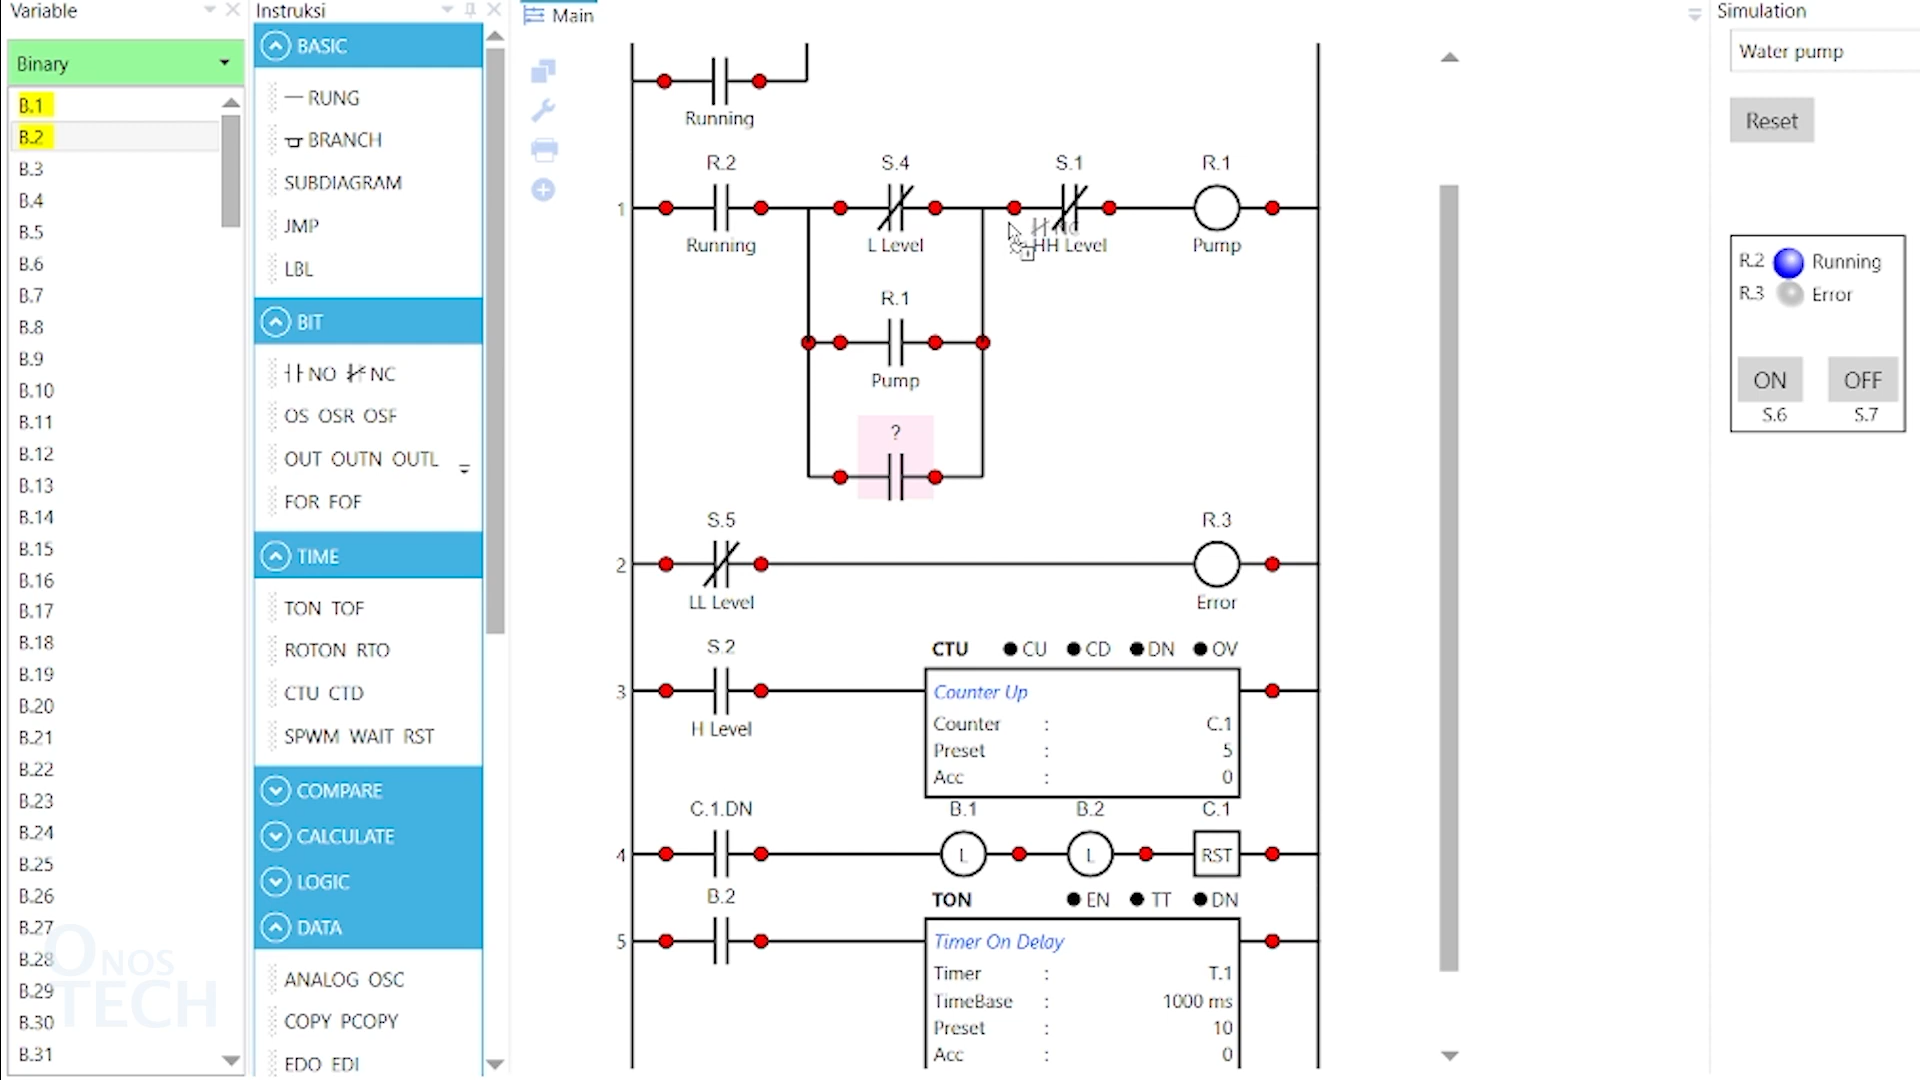 Variable
Binary
B.1
B.2
B.3
B.4
B.5
B.6
B.7
B.8
B.9
B.10
B.11
B.12
B.13
B.14
B.15
B.16
B.17
B.18
B.19
B.20
B.21
B.22
B.23
B.24
B.25
B.26
B.27
B.28
B.29
B.30
B.31
ONOS
TECH
Instruksi
BASIC
RUNG
BRANCH
SUBDIAGRAM
JMP
LBL
BIT
NO NC
OS OSR OSF
OUT OUTN OUTL
FOR FOF
TIME
TON TOF
ROTON RTO
CTU CTD
SPWM WAIT RST
COMPARE
CALCULATE
LOGIC
DATA
ANALOG OSC
COPY PCOPY
EDO EDI
Main
Running
R.2 S.4 S.1 R.1
1
NC
Running L Level HH Level Pump
R.1
Pump
?
S.5 R.3
2
LL Level Error
S.2 CTU CU CD DN OV
3 Counter Up
H Level Counter : C.1
Preset : 5
Acc : 0
C.1.DN B.1 B.2 C.1
4 L L RST
B.2 TON EN TT DN
5 Timer On Delay
Timer : T.1
TimeBase : 1000 ms
Preset : 10
Acc : 0
Simulation
Water pump
Reset
R.2 Running
R.3 Error
ON OFF
S.6 S.7